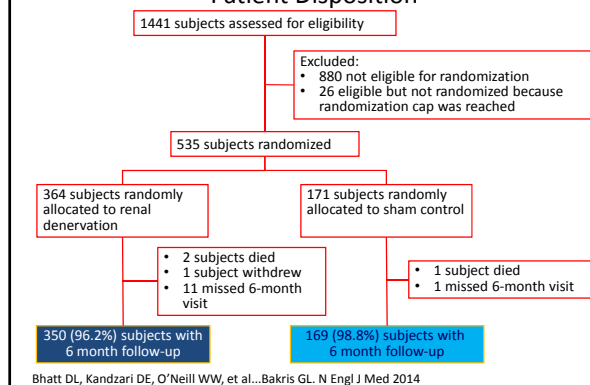 Patient Disposition
1441 subjects assessed for eligibility
Excluded:
• 880 not eligible for randomization
• 26 eligible but not randomized because
randomization cap was reached
535 subjects randomized
364 subjects randomly
allocated to renal
denervation
171 subjects randomly
allocated to sham control
• 2 subjects died
• 1 subject withdrew
• 11 missed 6-month
visit
• 1 subject died
• 1 missed 6-month visit
350 (96.2%) subjects with
6 month follow-up
169 (98.8%) subjects with
6 month follow-up
Bhatt DL, Kandzari DE, O’Neill WW, et al...Bakris GL. N Engl J Med 2014